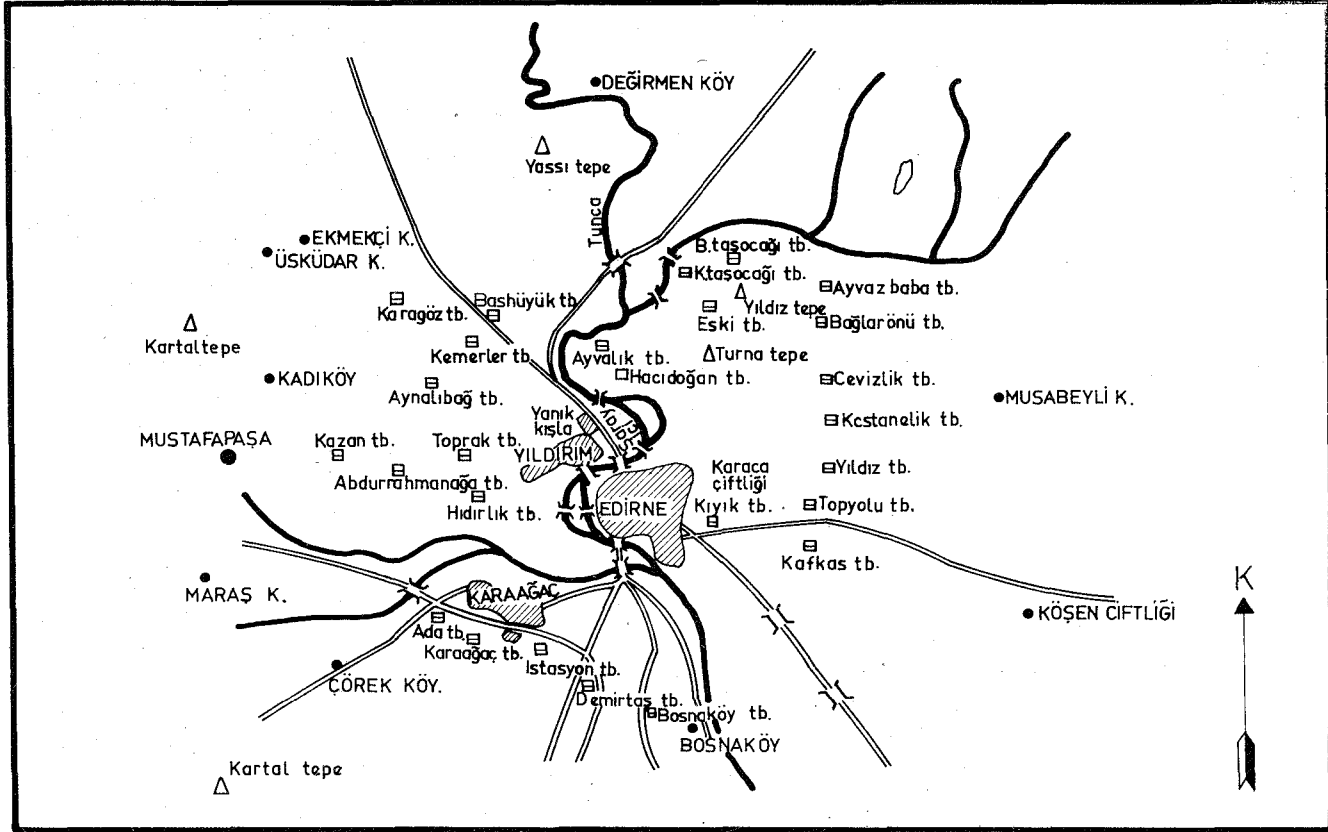 DEĞİRMEN KÖY
Yassı tepe
Tunca
EKMEKÇİ K.
ÜSKÜDAR K.
B.taşocağı tb.
K.taşocağı tb.
Ayvaz baba tb.
Yıldız tepe
Karagöz tb.
Bashüyük tb.
Eski tb.
Bağlarönü tb.
Kartaltepe
Kemerler tb.
Ayvalık tb.
Turna tepe
Hacıdoğan tb.
KADIKÖY
Aynalıbağ tb.
Cevizlik tb.
MUSABEYLİ K.
Yanık
kışla
Kestanelik tb.
MUSTAFAPAŞA
Kazan tb.
Toprak tb.
YILDIRIM
Abdurrahmanağa tb.
Karaca
çiftliği
Yıldız tb.
Hıdırlık tb.
EDİRNE
Kıyık tb.
Topyolu tb.
Kafkas tb.
MARAŞ K.
KARAAĞAÇ
K
KÖŞEN CİFTLİĞİ
Ada tb.
Karaağaç tb.
İstasyon tb.
ÇÖREK KÖY.
Demirtaş tb.
Bosnaköy tb.
BOSNAKÖY
Kartal tepe